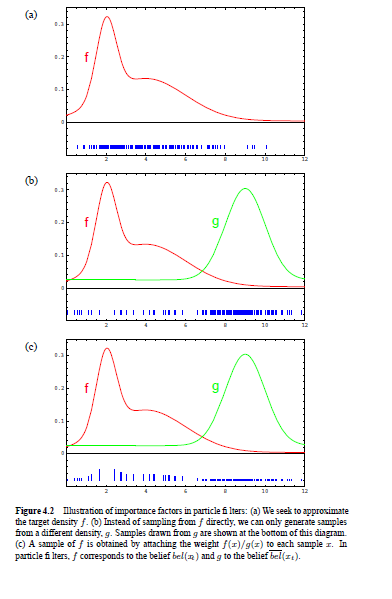 (a)
0.3
0.2
0.1
0
f
2 4 6 8 10 12
(b)
0.3
0.2
0.1
0
f
g
2 4 6 8 10 12
(c)
0.3
0.2
0.1
0
f
g
2 4 6 8 10 12
Figure 4.2 Illustration of importance factors in particle filters: (a) We seek to approximate
the target density f. (b) Instead of sampling from f directly, we can only generate samples
from a different density, g. Samples drawn from g are shown at the bottom of this diagram.
(c) A sample of f is obtained by attaching the weight f(x)/g(x) to each sample x. In
particle filters, f corresponds to the belief bel(xₜ) and g to the belief b̅e̅l̅(xₜ).